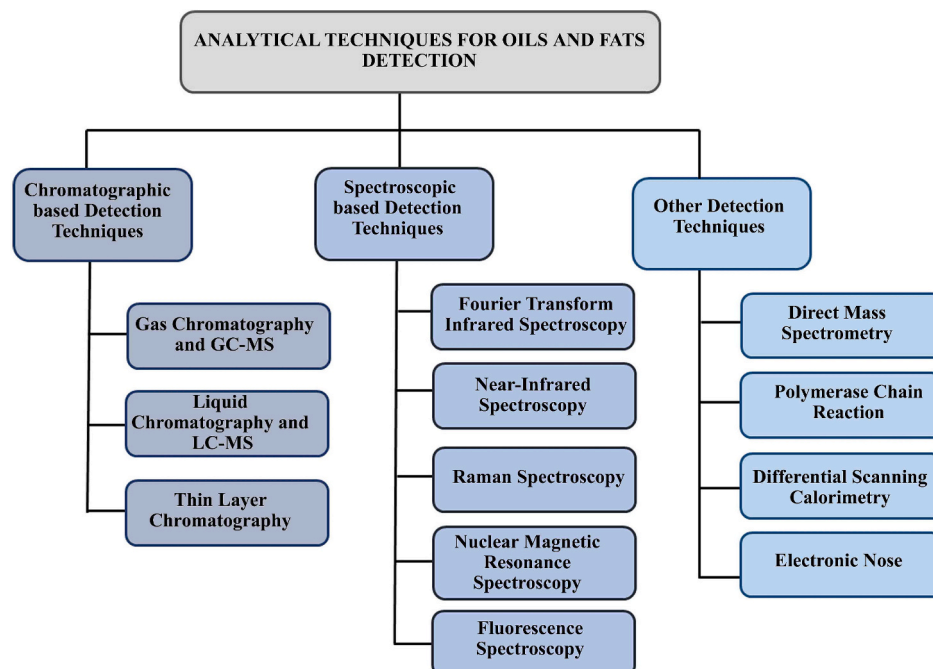 ANALYTICAL TECHNIQUES FOR OILS AND FATS
DETECTION
Chromatographic
based Detection
Techniques
Gas Chromatography
and GC-MS
Liquid
Chromatography and
LC-MS
Thin Layer
Chromatography
Spectroscopic
based Detection
Techniques
Fourier Transform
Infrared Spectroscopy
Near-Infrared
Spectroscopy
Raman Spectroscopy
Nuclear Magnetic
Resonance
Spectroscopy
Fluorescence
Spectroscopy
Other Detection
Techniques
Direct Mass
Spectrometry
Polymerase Chain
Reaction
Differential Scanning
Calorimetry
Electronic Nose